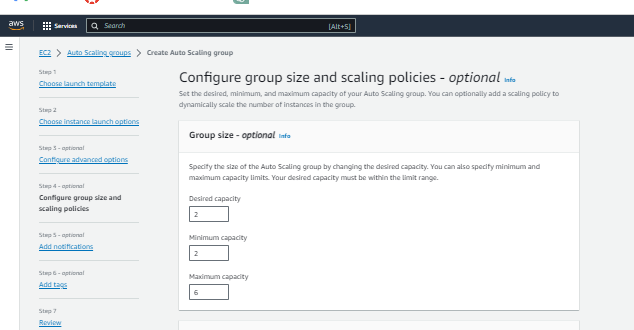 aws
Services
Search
[Alt+S]
EC2 > Auto Scaling groups > Create Auto Scaling group
Step 1
Choose launch template
Step 2
Choose instance launch options
Step 3 - optional
Configure advanced options
Step 4 - optional
Configure group size and
scaling policies
Step 5 - optional
Add notifications
Step 6 - optional
Add tags
Step 7
Review
Configure group size and scaling policies - optional Info
Set the desired, minimum, and maximum capacity of your Auto Scaling group. You can optionally add a scaling policy to
dynamically scale the number of instances in the group.
Group size - optional Info
Specify the size of the Auto Scaling group by changing the desired capacity. You can also specify minimum and
maximum capacity limits. Your desired capacity must be within the limit range.
Desired capacity
2
Minimum capacity
2
Maximum capacity
6